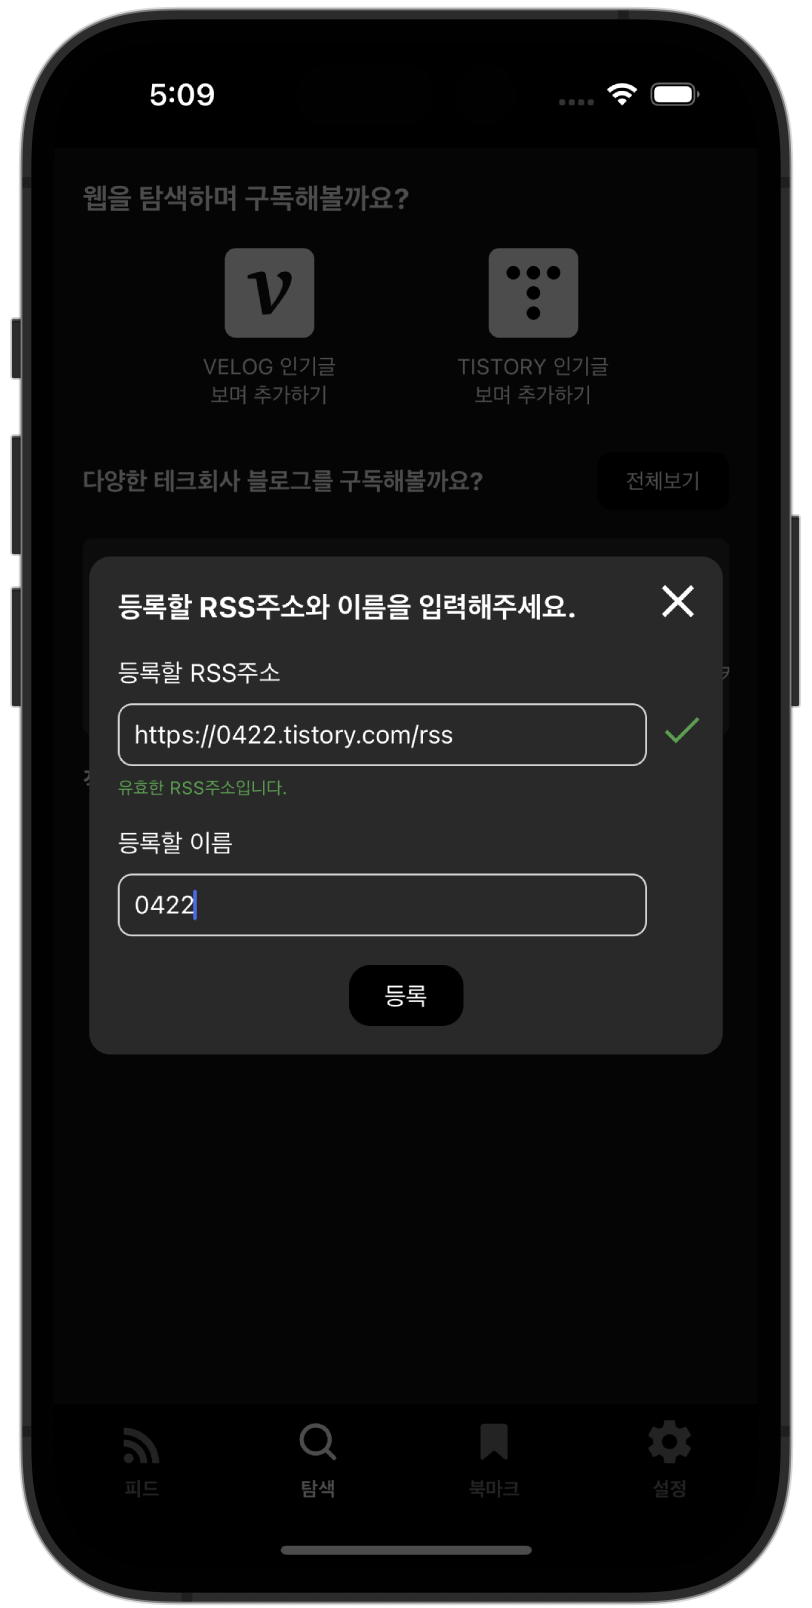 5:09
웹을 탐색하며 구독해볼까요?
v
VELOG 인기글
보며 추가하기
TISTORY 인기글
보며 추가하기
다양한 테크회사 블로그를 구독해볼까요?
전체보기
등록할 RSS주소와 이름을 입력해주세요.
등록할 RSS주소
https://0422.tistory.com/rss
유효한 RSS주소입니다.
등록할 이름
0422
등록
피드
탐색
북마크
설정